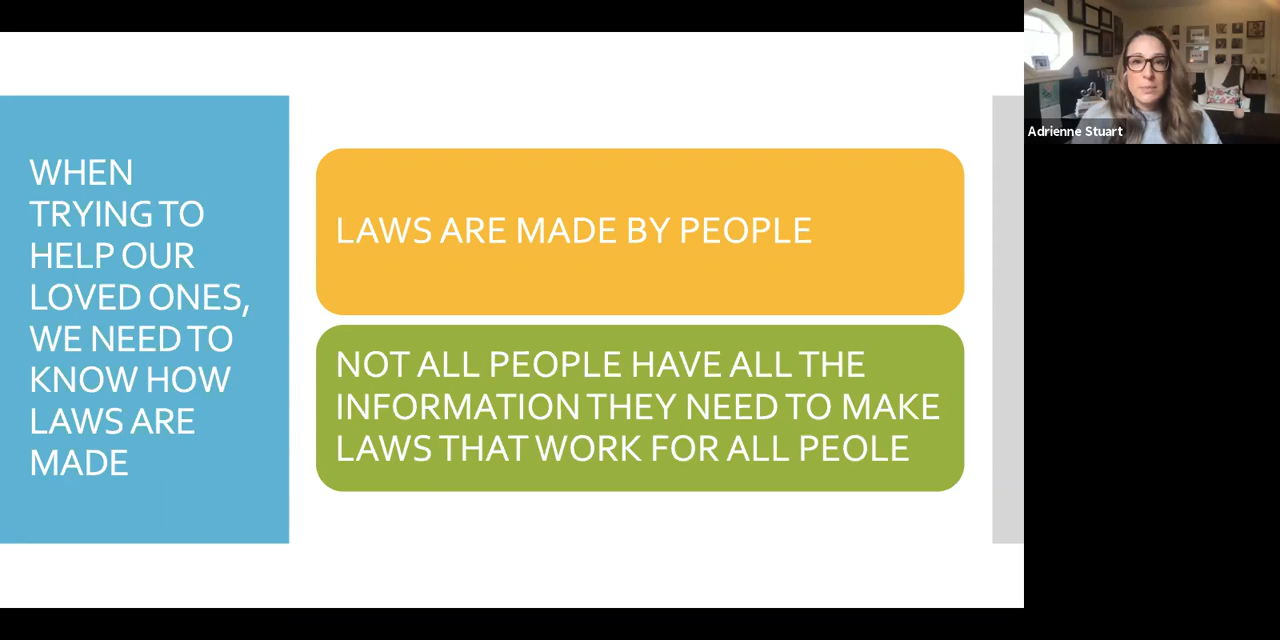 WHEN
TRYING TO
HELP OUR
LOVED ONES,
WE NEED TO
KNOW HOW
LAWS ARE
MADE
LAWS ARE MADE BY PEOPLE
NOT ALL PEOPLE HAVE ALL THE
INFORMATION THEY NEED TO MAKE
LAWS THAT WORK FOR ALL PEOLE
Adrienne Stuart